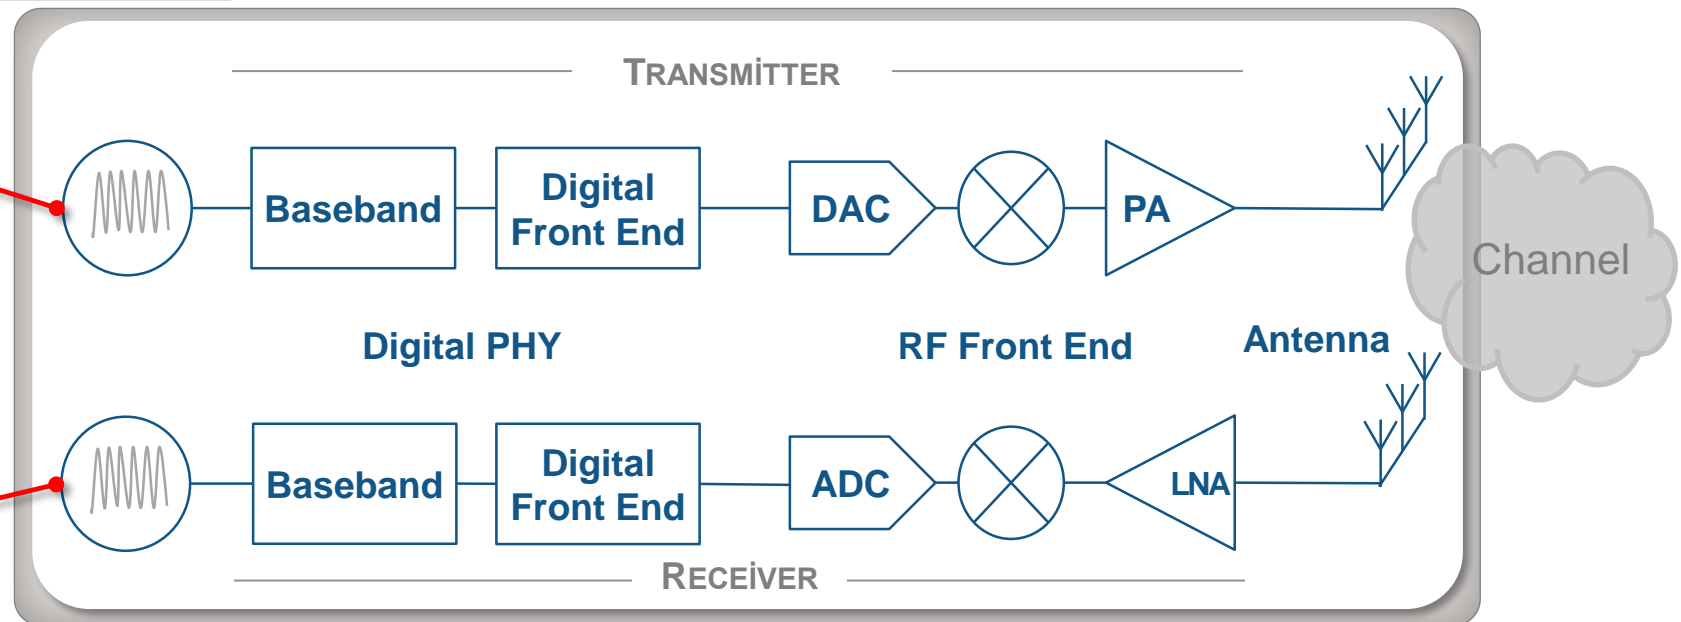 TRANSMİTTER
Baseband
Digital
Front End
DAC
PA
Channel
Digital PHY
RF Front End
Antenna
Baseband
Digital
Front End
ADC
LNA
RECEİVER